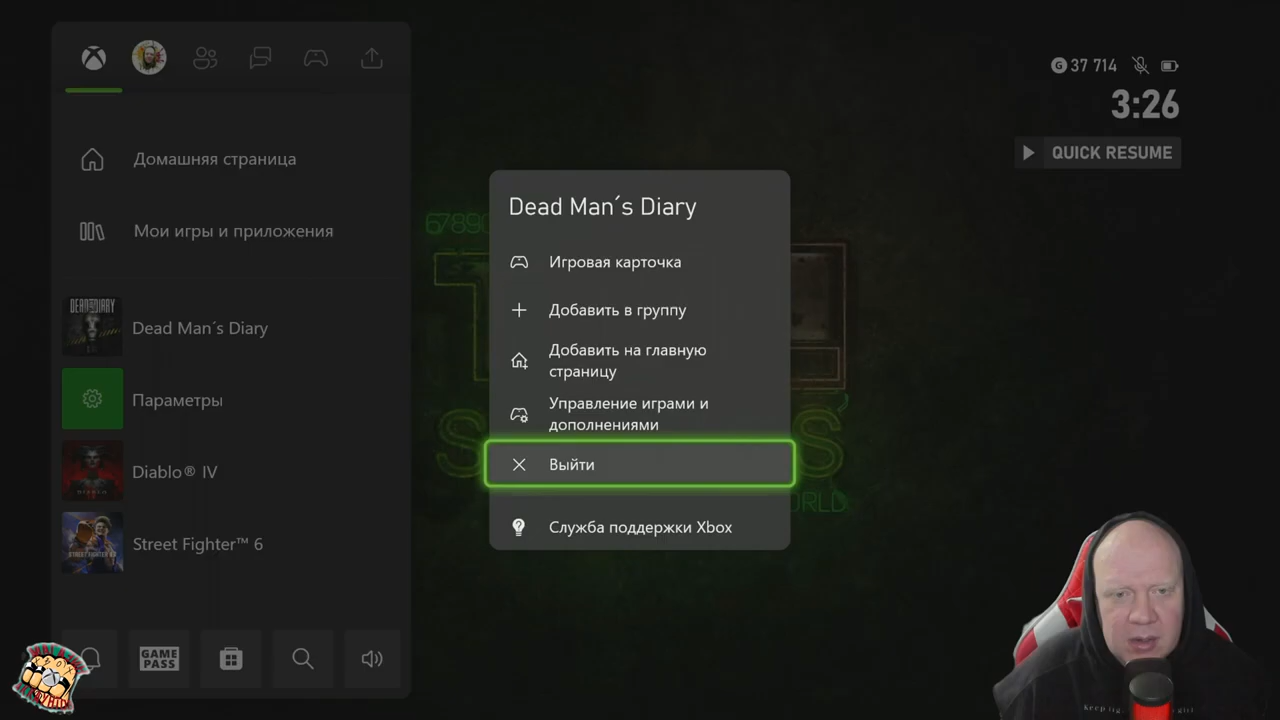 37 714
3:26
QUICK RESUME
Домашняя страница
Мои игры и приложения
Dead Man´s Diary
Параметры
Diablo® IV
Street Fighter™ 6
GAME
PASS
Dead Man´s Diary
Игровая карточка
Добавить в группу
Добавить на главную
страницу
Управление играми и
дополнениями
Выйти
Служба поддержки Xbox
67890